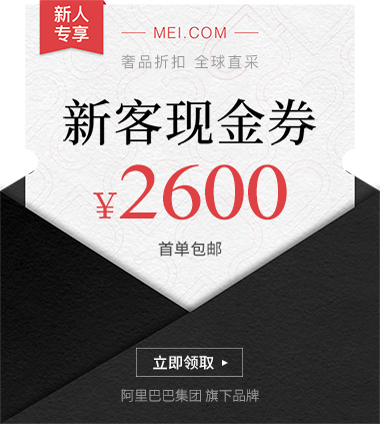 新人
专享
MEI.COM
奢品折扣 全球直采
新客现金券
¥2600
首单包邮
立即领取 ▸
阿里巴巴集团 旗下品牌